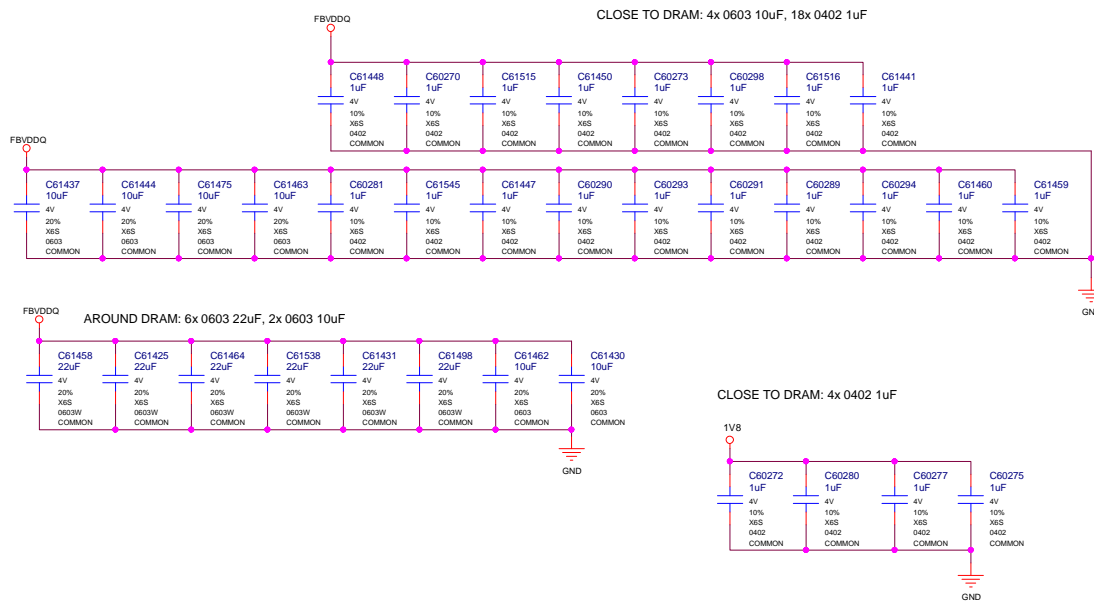 CLOSE TO DRAM: 4x 0603 10uF, 18x 0402 1uF
FBVDDQ
C61448 C60270 C61515 C61450 C60273 C60298 C61516 C61441
1uF 1uF 1uF 1uF 1uF 1uF 1uF 1uF
4V 4V 4V 4V 4V 4V 4V 4V
10% 10% 10% 10% 10% 10% 10% 10%
X6S X6S X6S X6S X6S X6S X6S X6S
0402 0402 0402 0402 0402 0402 0402 0402
COMMON COMMON COMMON COMMON COMMON COMMON COMMON COMMON
FBVDDQ
C61437 C61444 C61475 C61463 C60281 C61545 C61447 C60290 C60293 C60291 C60289 C60294 C61460 C61459
10uF 10uF 10uF 10uF 1uF 1uF 1uF 1uF 1uF 1uF 1uF 1uF 1uF 1uF
4V 4V 4V 4V 4V 4V 4V 4V 4V 4V 4V 4V 4V 4V
20% 20% 20% 20% 10% 10% 10% 10% 10% 10% 10% 10% 10% 10%
X6S X6S X6S X6S X6S X6S X6S X6S X6S X6S X6S X6S X6S X6S
0603 0603 0603 0603 0402 0402 0402 0402 0402 0402 0402 0402 0402 0402
COMMON COMMON COMMON COMMON COMMON COMMON COMMON COMMON COMMON COMMON COMMON COMMON COMMON COMMON
GN
FBVDDQ
AROUND DRAM: 6x 0603 22uF, 2x 0603 10uF
C61458 C61425 C61464 C61538 C61431 C61498 C61462 C61430
22uF 22uF 22uF 22uF 22uF 22uF 10uF 10uF
4V 4V 4V 4V 4V 4V 4V 4V
20% 20% 20% 20% 20% 20% 20% 20%
X6S X6S X6S X6S X6S X6S X6S X6S
0603W 0603W 0603W 0603W 0603W 0603W 0603 0603
COMMON COMMON COMMON COMMON COMMON COMMON COMMON COMMON
GND
CLOSE TO DRAM: 4x 0402 1uF
1V8
C60272 C60280 C60277 C60275
1uF 1uF 1uF 1uF
4V 4V 4V 4V
10% 10% 10% 10%
X6S X6S X6S X6S
0402 0402 0402 0402
COMMON COMMON COMMON COMMON
GND